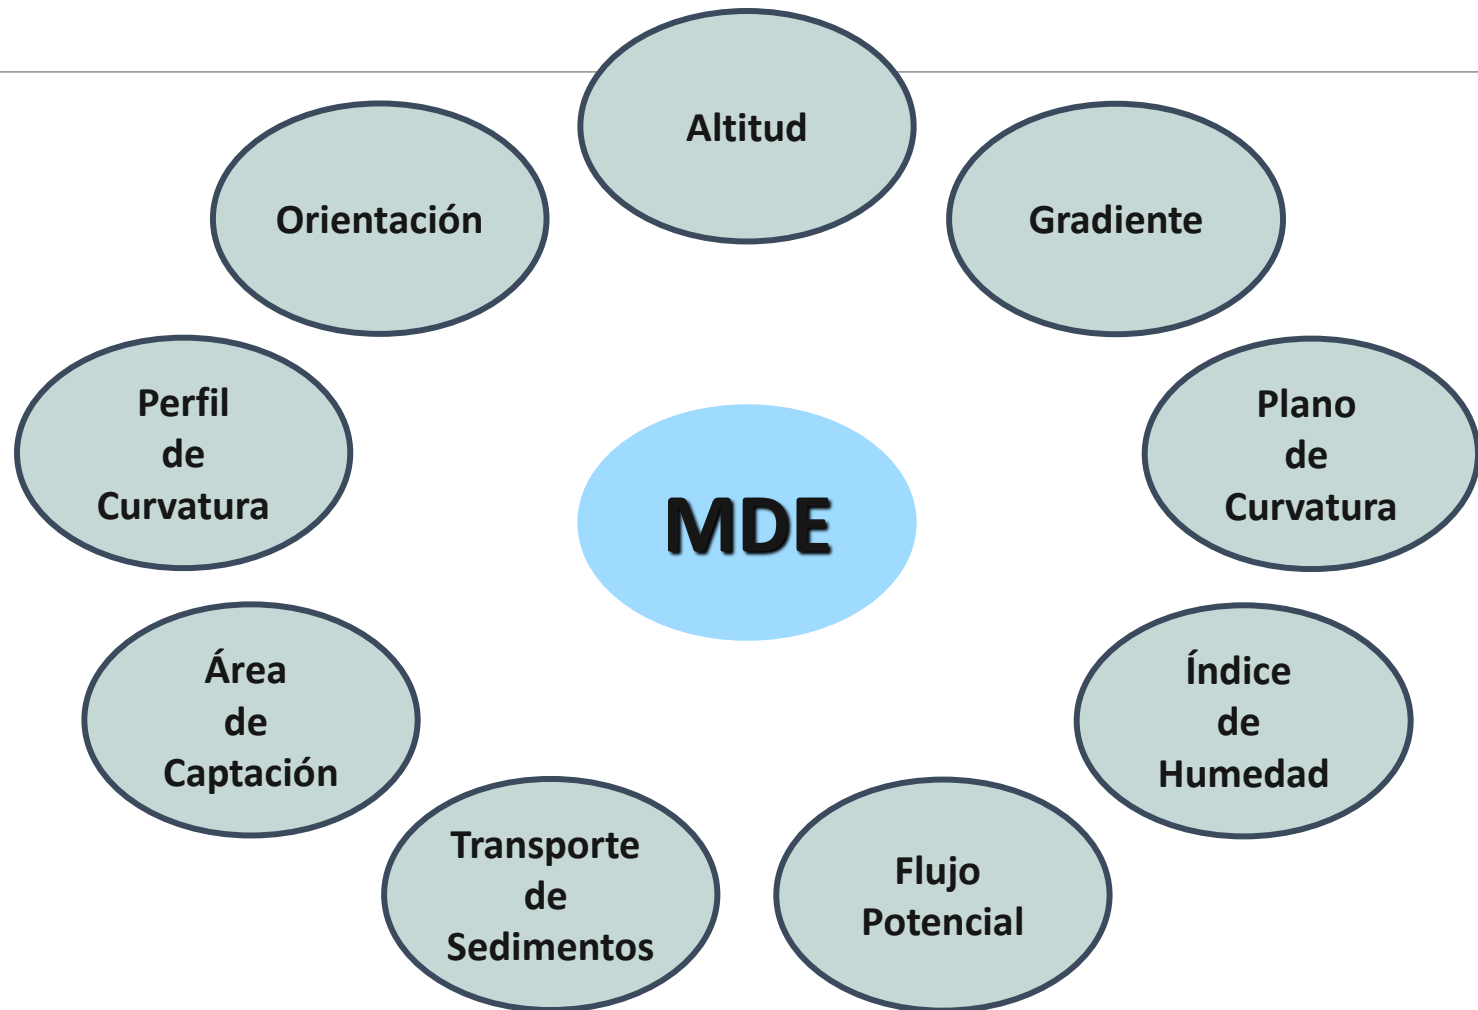 Altitud
Orientación
Gradiente
Perfil
de
Curvatura
Plano
de
Curvatura
MDE
Área
de
Captación
Índice
de
Humedad
Transporte
de
Sedimentos
Flujo
Potencial